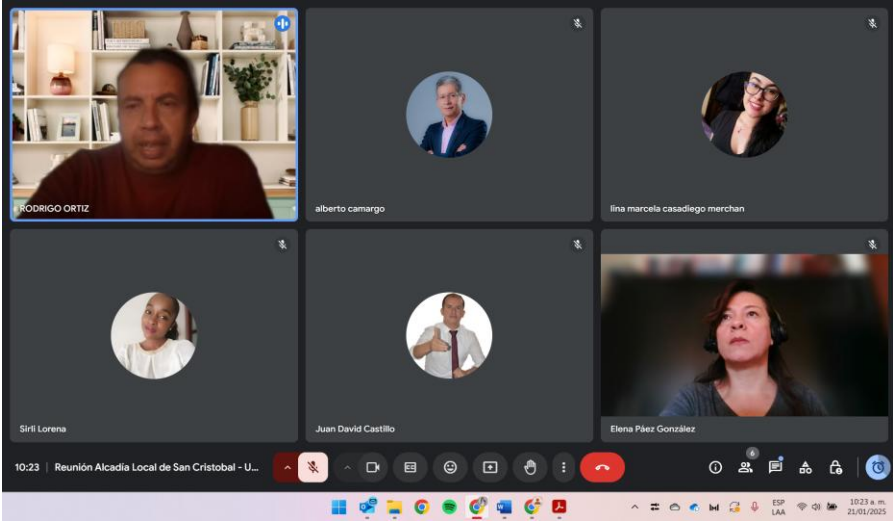 RODRIGO ORTIZ
alberto camargo
lina marcela casadiego merchan
Sirli Lorena
Juan David Castillo
Elena Páez González
10:23 | Reunión Alcadía Local de San Cristobal - U...
6
ESP
LAA
10:23 a. m.
21/01/2025